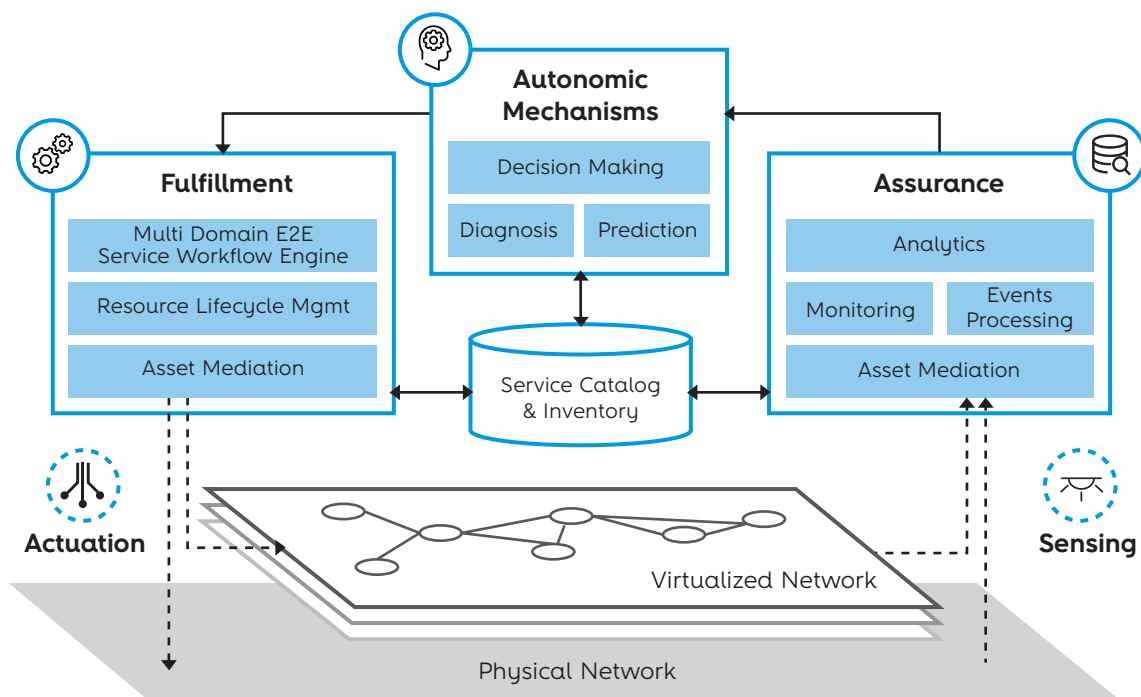 Autonomic
Mechanisms
Decision Making
Diagnosis
Prediction
Fulfillment
Multi Domain E2E
Service Workflow Engine
Resource Lifecycle Mgmt
Asset Mediation
Assurance
Analytics
Monitoring
Events
Processing
Asset Mediation
Service Catalog
& Inventory
Actuation
Sensing
Virtualized Network
Physical Network